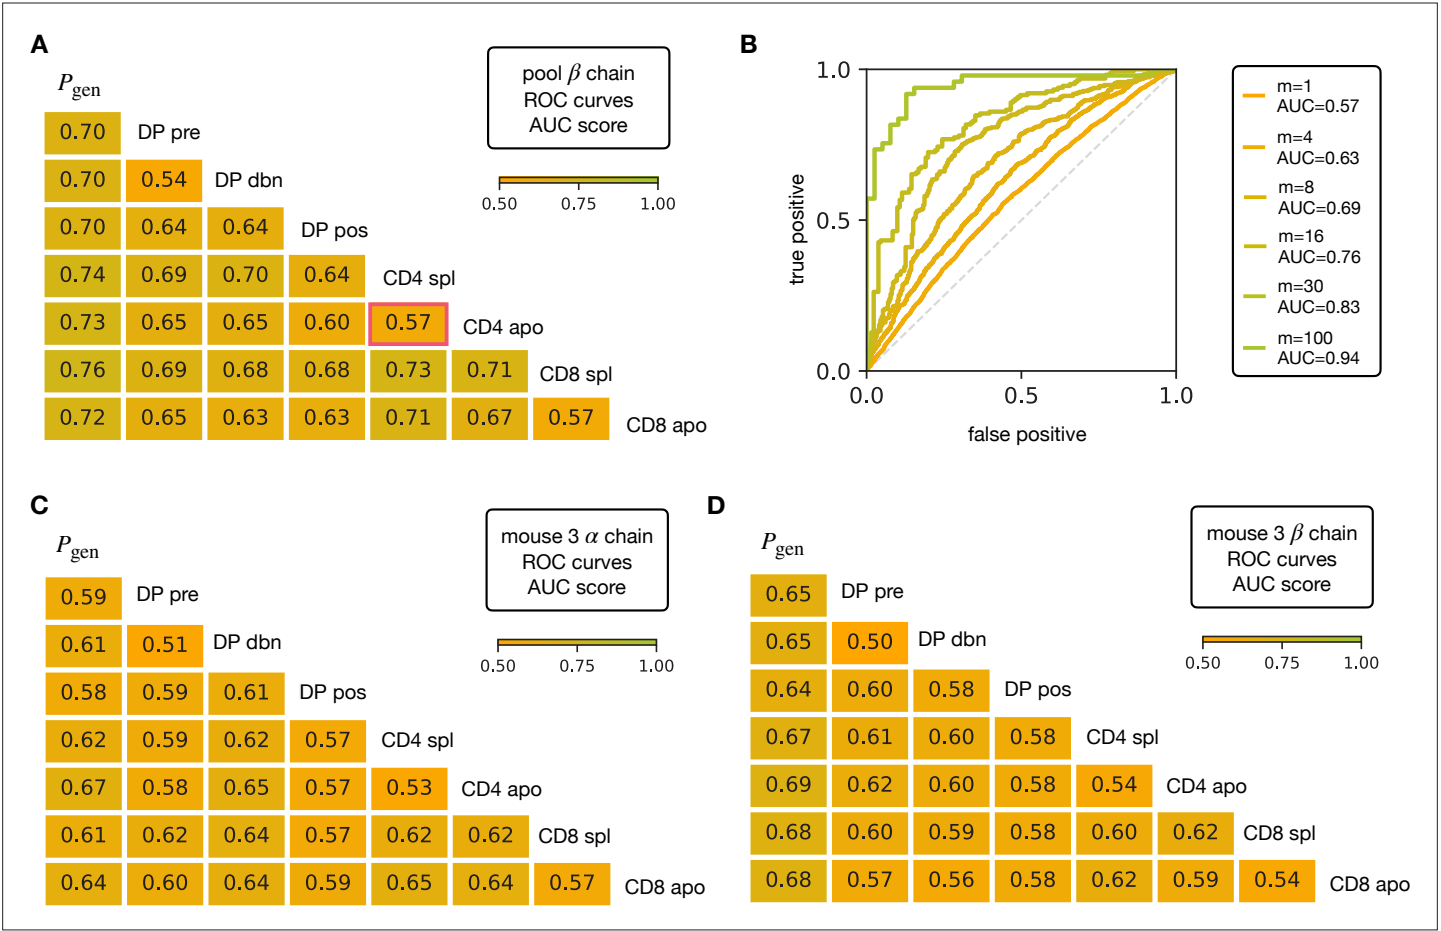 A
P_gen
pool β chain
ROC curves
AUC score
0.50 0.75 1.00
0.70 DP pre
0.70 0.54 DP dbn
0.70 0.64 0.64 DP pos
0.74 0.69 0.70 0.64 CD4 spl
0.73 0.65 0.65 0.60 0.57 CD4 apo
0.76 0.69 0.68 0.68 0.73 0.71 CD8 spl
0.72 0.65 0.63 0.63 0.71 0.67 0.57 CD8 apo
B
1.0
0.5
0.0
true positive
0.0 0.5 1.0
false positive
m=1
AUC=0.57
m=4
AUC=0.63
m=8
AUC=0.69
m=16
AUC=0.76
m=30
AUC=0.83
m=100
AUC=0.94
C
P_gen
mouse 3 α chain
ROC curves
AUC score
0.50 0.75 1.00
0.59 DP pre
0.61 0.51 DP dbn
0.58 0.59 0.61 DP pos
0.62 0.59 0.62 0.57 CD4 spl
0.67 0.58 0.65 0.57 0.53 CD4 apo
0.61 0.62 0.64 0.57 0.62 0.62 CD8 spl
0.64 0.60 0.64 0.59 0.65 0.64 0.57 CD8 apo
D
P_gen
mouse 3 β chain
ROC curves
AUC score
0.50 0.75 1.00
0.65 DP pre
0.65 0.50 DP dbn
0.64 0.60 0.58 DP pos
0.67 0.61 0.60 0.58 CD4 spl
0.69 0.62 0.60 0.58 0.54 CD4 apo
0.68 0.60 0.59 0.58 0.60 0.62 CD8 spl
0.68 0.57 0.56 0.58 0.62 0.59 0.54 CD8 apo